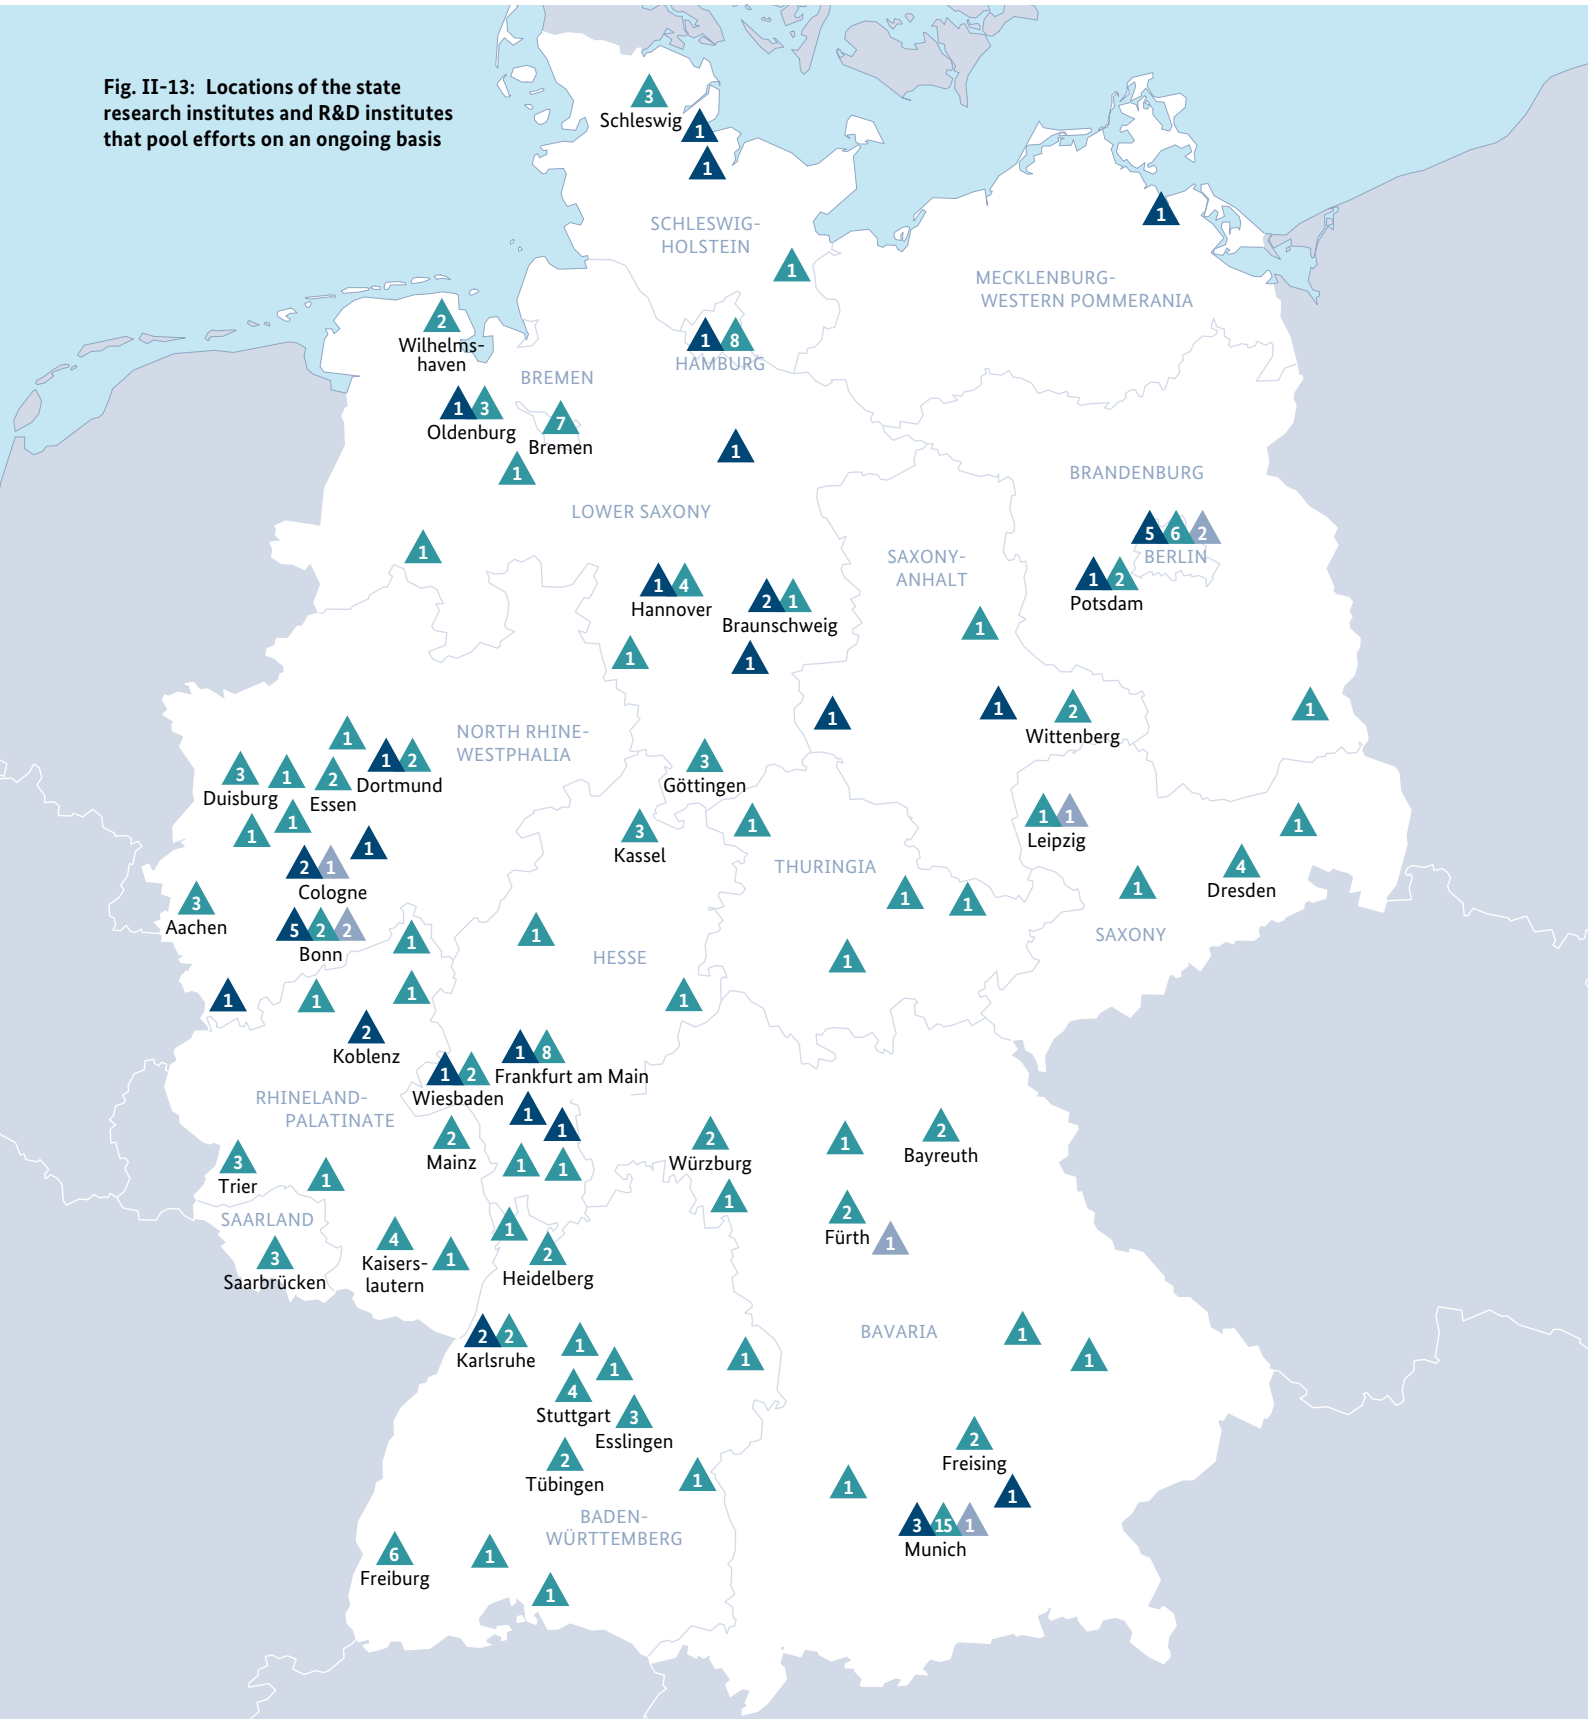 Fig. II-13: Locations of the state
research institutes and R&D institutes
that pool efforts on an ongoing basis
3
Schleswig
1
1
SCHLESWIG-
HOLSTEIN
1
1
MECKLENBURG-
WESTERN POMMERANIA
2
Wilhelms-
haven
1 8
HAMBURG
BREMEN
1 3
Oldenburg
7
Bremen
1
1
LOWER SAXONY
1
BRANDENBURG
5 6 2
BERLIN
1 2
Potsdam
SAXONY-
ANHALT
1
1 4
Hannover
2 1
Braunschweig
1
1
1
1
2
Wittenberg
1
NORTH RHINE-
WESTPHALIA
1
1 2
Dortmund
3
Duisburg
1
2
Essen
1
1
1
2 1
Cologne
3
Göttingen
3
Kassel
1
THURINGIA
1 1
Leipzig
1
4
Dresden
1
SAXONY
1
1
1
3
Aachen
5 2 2
Bonn
1
1
HESSE
1
1
1
1
2
Koblenz
1 8
Frankfurt am Main
1 2
Wiesbaden
RHINELAND-
PALATINATE
1
1
2
Mainz
1
1
2
Würzburg
1
2
Bayreuth
3
Trier
1
1
SAARLAND
3
Saarbrücken
4
Kaisers-
lautern
1
1
2
Heidelberg
2
Fürth
1
2 2
Karlsruhe
1
1
1
BAVARIA
1
1
4
Stuttgart
3
Esslingen
2
Tübingen
1
2
Freising
1
1
3 15 1
Munich
BADEN-
WÜRTTEMBERG
6
Freiburg
1
1